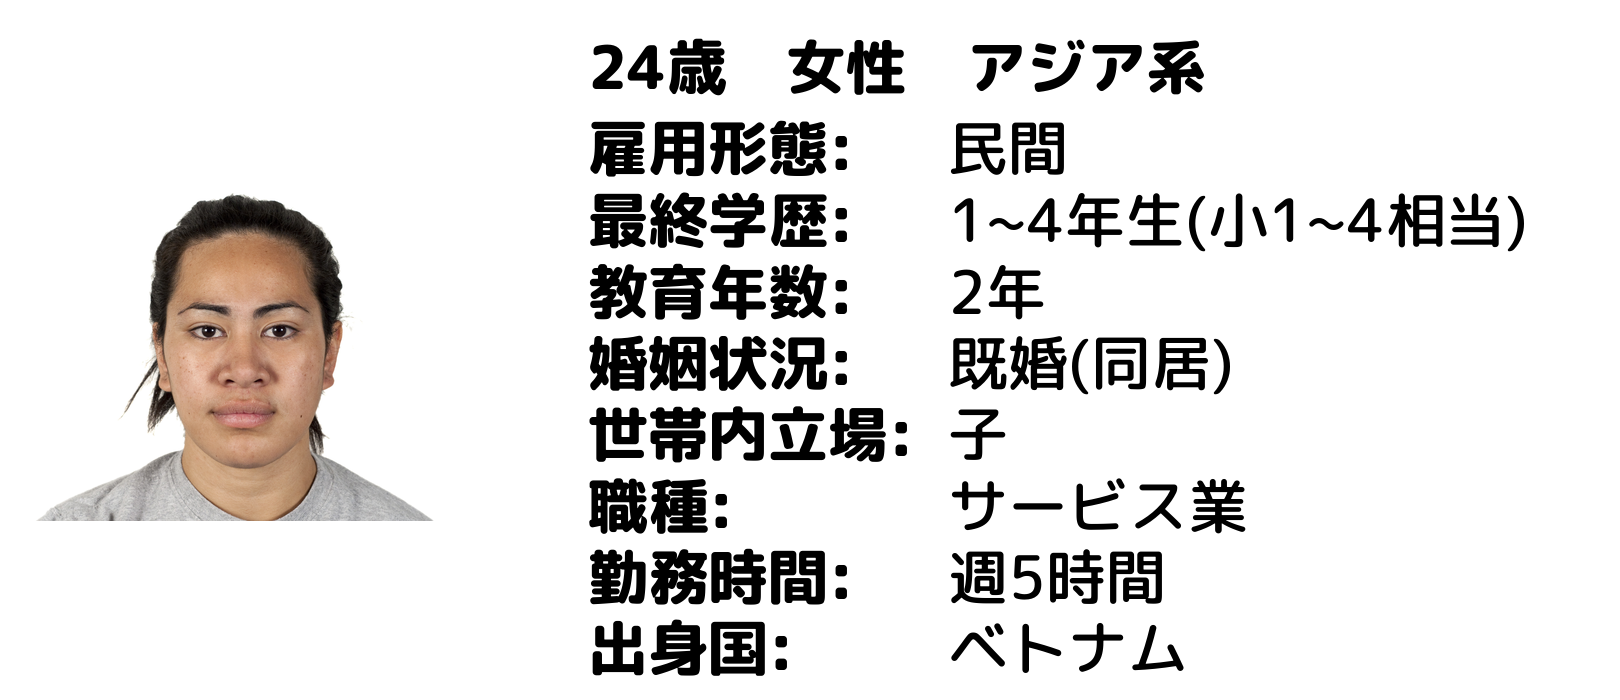 24歳　女性　アジア系
雇用形態: 民間
最終学歴: 1~4年生(小1~4相当)
教育年数: 2年
婚姻状況: 既婚(同居)
世帯内立場: 子
職種: サービス業
勤務時間: 週5時間
出身国: ベトナム